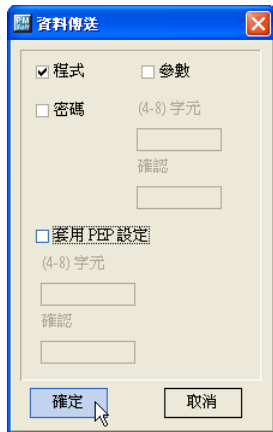 資料傳送
程式
參數
密碼
(4-8) 字元
確認
套用 PEP 設定
(4-8) 字元
確認
確定
取消